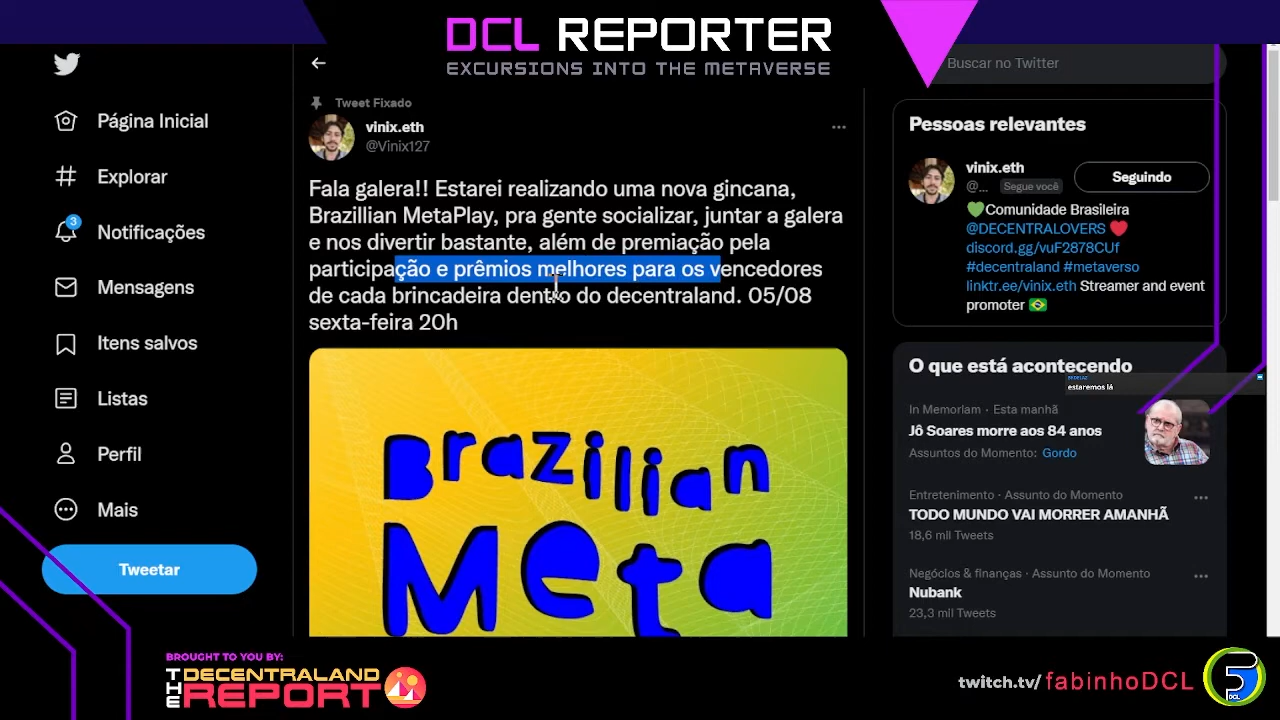 DCL REPORTER
EXCURSIONS INTO THE METAVERSE
Página Inicial
Explorar
3
Notificações
Mensagens
Itens salvos
Listas
Perfil
Mais
Tweetar
Tweet Fixado
vinix.eth
@Vinix127
Fala galera!! Estarei realizando uma nova gincana,
Brazillian MetaPlay, pra gente socializar, juntar a galera
e nos divertir bastante, além de premiação pela
participação e prêmios melhores para os vencedores
de cada brincadeira dentro do decentraland. 05/08
sexta-feira 20h
Brazilian
Meta
Buscar no Twitter
Pessoas relevantes
vinix.eth
@... Segue você
Seguindo
💚Comunidade Brasileira
@DECENTRALOVERS ❤️
discord.gg/vuF2878CUf
#decentraland #metaverso
linktr.ee/vinix.eth Streamer and event
promoter 🇧🇷
O que está acontecendo
estaremos lá
In Memoriam · Esta manhã
Jô Soares morre aos 84 anos
Assuntos do Momento: Gordo
Entretenimento · Assunto do Momento
TODO MUNDO VAI MORRER AMANHÃ
18,6 mil Tweets
Negócios & finanças · Assunto do Momento
Nubank
23,3 mil Tweets
BROUGHT TO YOU BY:
THE DECENTRALAND
REPORT
twitch.tv/fabinhoDCL
DCL